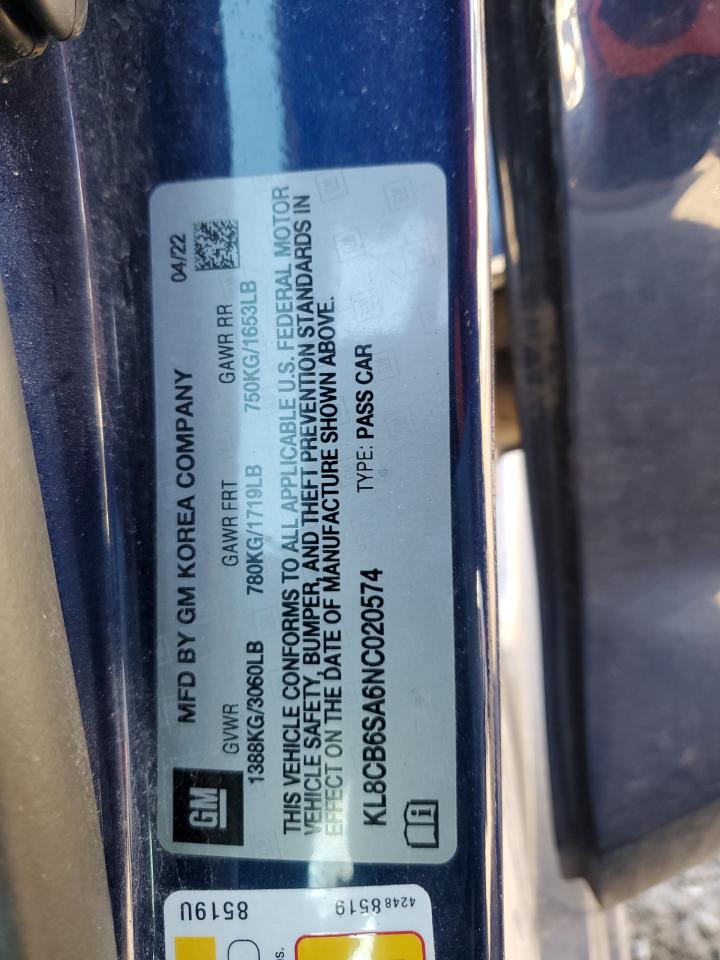 GM
MFD BY GM KOREA COMPANY 04/22
GVWR GAWR FRT GAWR RR
1388KG/3060LB 780KG/1719LB 750KG/1653LB
THIS VEHICLE CONFORMS TO ALL APPLICABLE U.S. FEDERAL MOTOR
VEHICLE SAFETY, BUMPER, AND THEFT PREVENTION STANDARDS IN
EFFECT ON THE DATE OF MANUFACTURE SHOWN ABOVE.
KL8CB6SA6NC020574 TYPE: PASS CAR
8519U
42488519